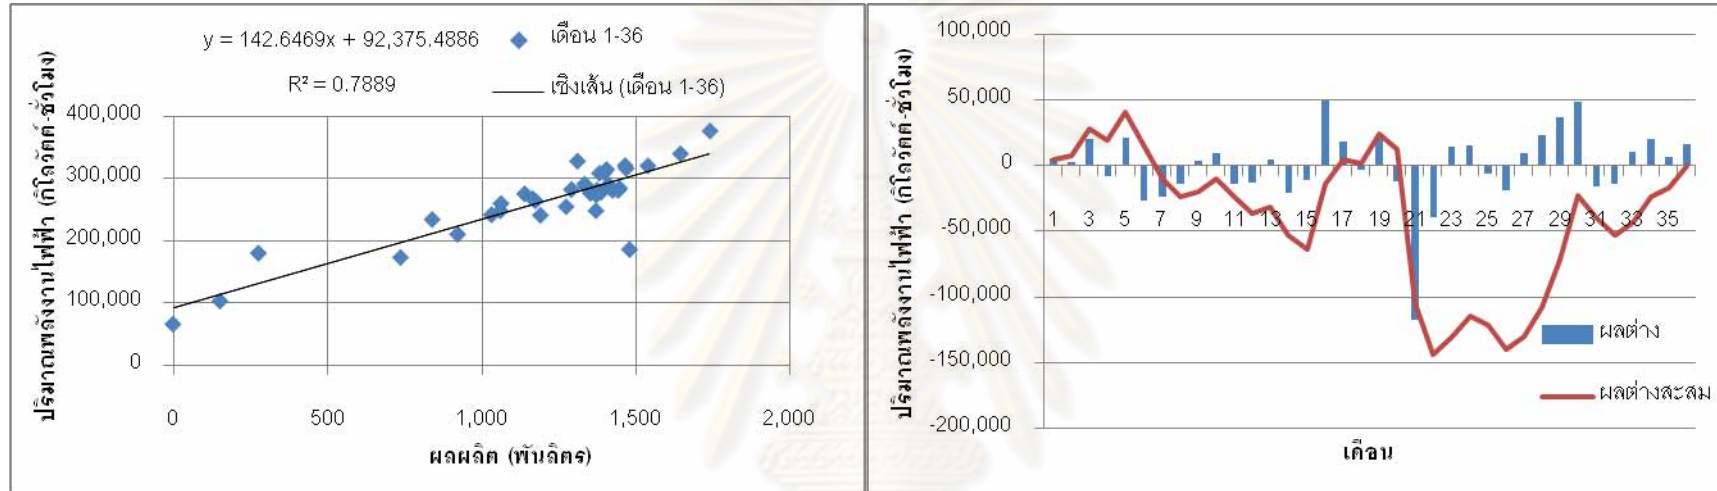 y = 142.6469x + 92,375.4886
เดือน 1-36
R² = 0.7889
เชิงเส้น (เดือน 1-36)
ปริมาณพลังงานไฟฟ้า (กิโลวัตต์-ชั่วโมง)
400,000
300,000
200,000
100,000
0
0 500 1,000 1,500 2,000
ผลผลิต (พันลิตร)
ปริมาณพลังงานไฟฟ้า (กิโลวัตต์-ชั่วโมง)
100,000
50,000
0
-50,000
-100,000
-150,000
-200,000
1 3 5 7 9 11 13 15 17 19 21 23 25 27 29 31 33 35
ผลต่าง
ผลต่างสะสม
เดือน